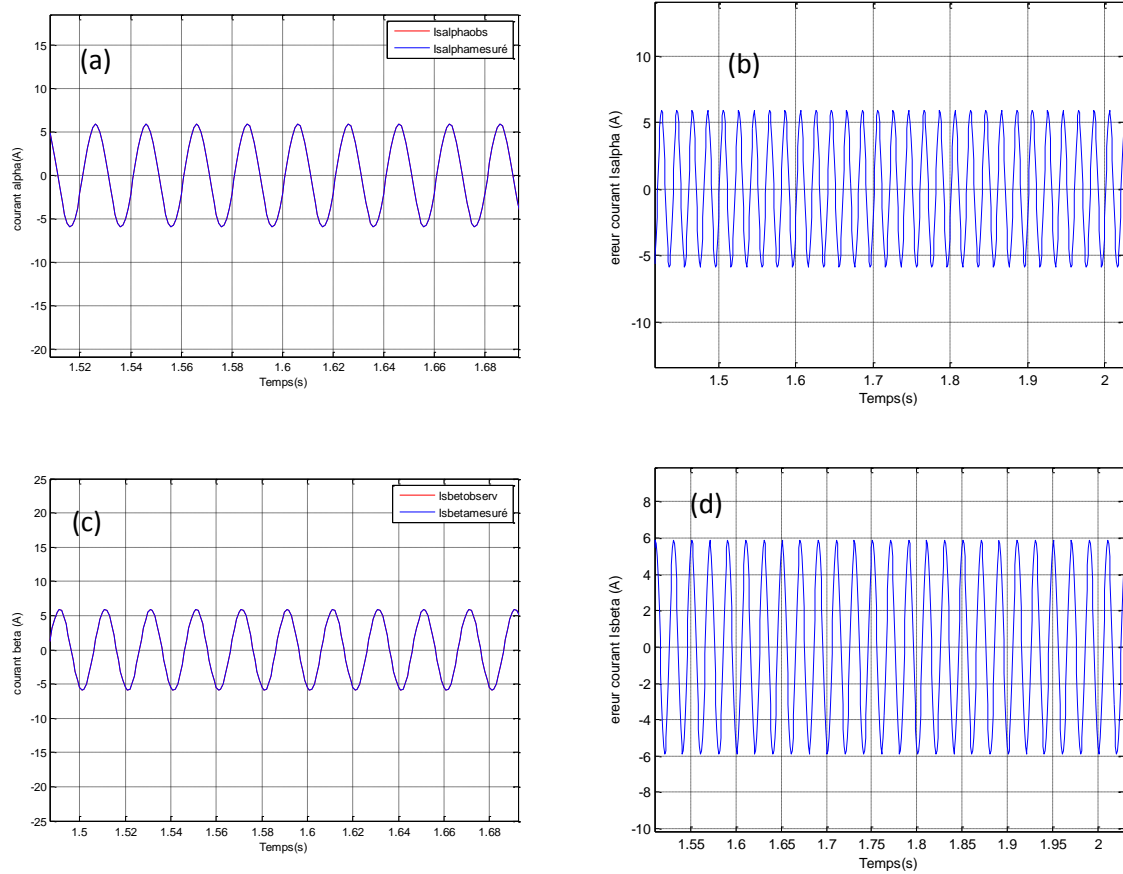 (a)
Isalphaobs
Isalphamesuré
courant alpha(A)
15
10
5
0
-5
-10
-15
-20
1.52 1.54 1.56 1.58 1.6 1.62 1.64 1.66 1.68
Temps(s)
(b)
ereur courant Isalpha (A)
10
5
0
-5
-10
1.5 1.6 1.7 1.8 1.9 2
Temps(s)
(c)
Isbetobserv
Isbetamesuré
courant beta (A)
25
20
15
10
5
0
-5
-10
-15
-20
-25
1.5 1.52 1.54 1.56 1.58 1.6 1.62 1.64 1.66 1.68
Temps(s)
(d)
ereur courant Isbeta (A)
8
6
4
2
0
-2
-4
-6
-8
-10
1.55 1.6 1.65 1.7 1.75 1.8 1.85 1.9 1.95 2
Temps(s)